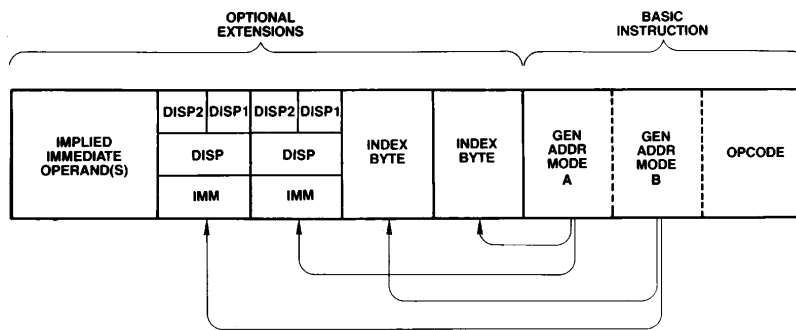 OPTIONAL
EXTENSIONS
BASIC
INSTRUCTION
IMPLIED
IMMEDIATE
OPERAND(S)
DISP2 DISP1
DISP
IMM
DISP2 DISP1
DISP
IMM
INDEX
BYTE
INDEX
BYTE
GEN
ADDR
MODE
A
GEN
ADDR
MODE
B
OPCODE